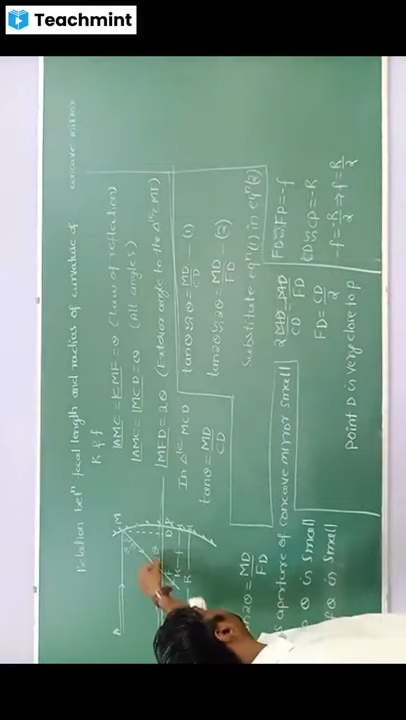 Teachmint
Relation betn focal length and radius of curvature of concave mirror
R & f
∠AMC = ∠CMF = θ (Law of reflection)
∠AMC = ∠MCD = θ (Alt angles)
∠MFD = 2θ (Exterior angle to the Δle CMF)
In Δle MCD
tanθ = MD/CD
tanθ ≈ θ = MD/CD — (1)
tan2θ ≈ 2θ = MD/FD — (2)
Substitute eqn (1) in eqn (2)
2 MD/CD = MD/FD
FD = CD/2
FD ≈ FP = -f
CD ≈ CP = -R
-f = -R/2 ⇒ f = R/2
2θ = MD/FD
aperture of concave mirror small
θ is small
θ is small
point D is very close to P
A
M
θ
D
P
F
f
R